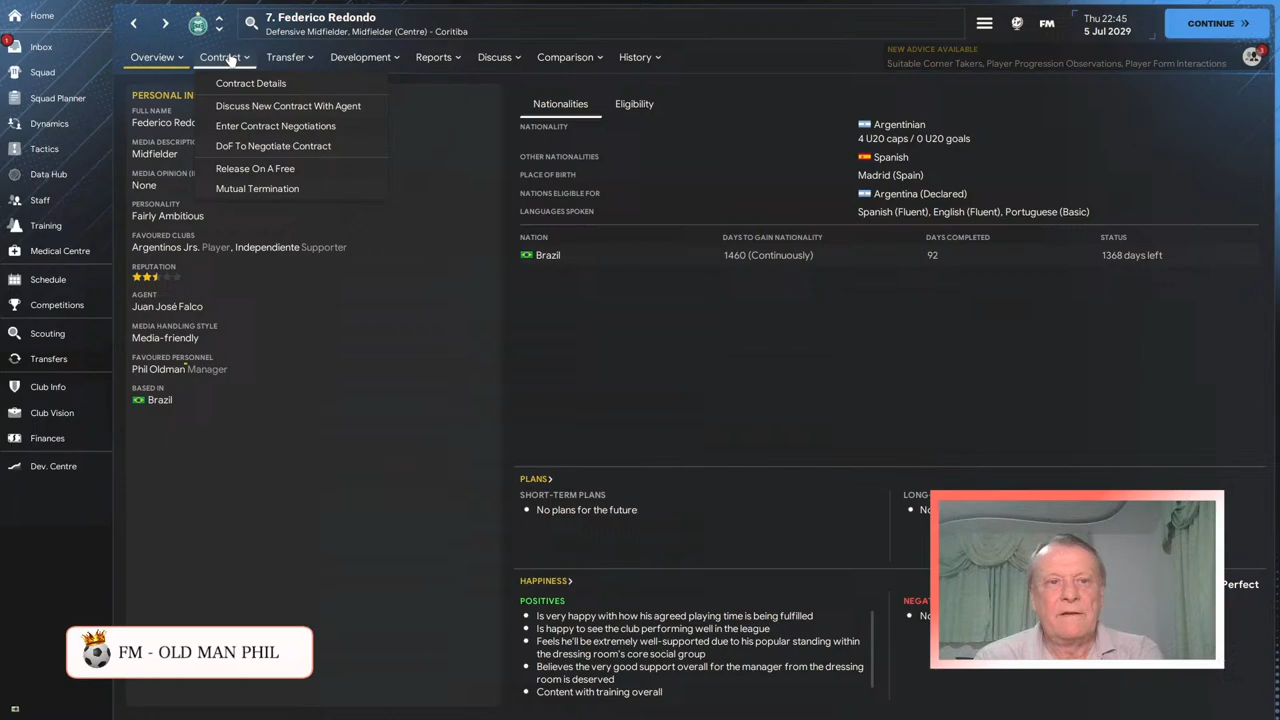 Home
Inbox
1
Squad
Squad Planner
Dynamics
Tactics
Data Hub
Staff
Training
Medical Centre
Schedule
Competitions
Scouting
Transfers
Club Info
Club Vision
Finances
Dev. Centre
7. Federico Redondo
Defensive Midfielder, Midfielder (Centre) - Coritiba
FM
Thu 22:45
5 Jul 2029
CONTINUE
Overview
Contract
Transfer
Development
Reports
Discuss
Comparison
History
NEW ADVICE AVAILABLE
Suitable Corner Takers, Player Progression Observations, Player Form Interactions
3
Contract Details
Discuss New Contract With Agent
Enter Contract Negotiations
DoF To Negotiate Contract
Release On A Free
Mutual Termination
PERSONAL IN
FULL NAME
Federico Redo
MEDIA DESCRIPTI
Midfielder
MEDIA OPINION (
None
PERSONALITY
Fairly Ambitious
FAVOURED CLUBS
Argentinos Jrs. Player, Independiente Supporter
REPUTATION
AGENT
Juan José Falco
MEDIA HANDLING STYLE
Media-friendly
FAVOURED PERSONNEL
Phil Oldman Manager
BASED IN
Brazil
Nationalities
Eligibility
NATIONALITY
Argentinian
4 U20 caps / 0 U20 goals
OTHER NATIONALITIES
Spanish
PLACE OF BIRTH
Madrid (Spain)
NATIONS ELIGIBLE FOR
Argentina (Declared)
LANGUAGES SPOKEN
Spanish (Fluent), English (Fluent), Portuguese (Basic)
NATION
DAYS TO GAIN NATIONALITY
DAYS COMPLETED
STATUS
Brazil
1460 (Continuously)
92
1368 days left
PLANS
SHORT-TERM PLANS
No plans for the future
LONG-
No
HAPPINESS
Perfect
POSITIVES
Is very happy with how his agreed playing time is being fulfilled
Is happy to see the club performing well in the league
Feels he'll be extremely well-supported due to his popular standing within
the dressing room's core social group
Believes the very good support overall for the manager from the dressing
room is deserved
Content with training overall
NEGA
No
FM - OLD MAN PHIL